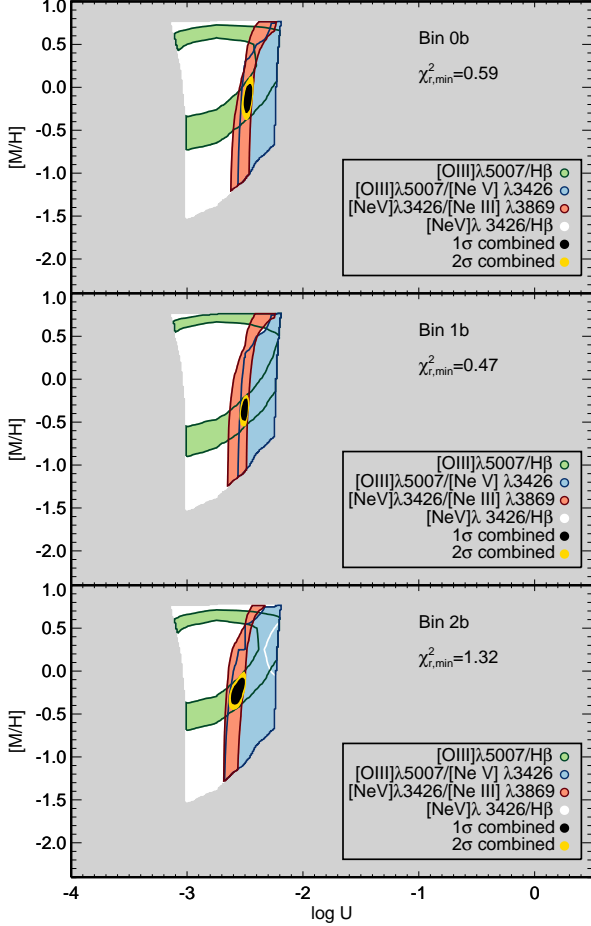 1.0
0.5
0.0
-0.5
-1.0
-1.5
-2.0
[M/H]
Bin 0b
χ²r,min=0.59
[OIII]λ5007/Hβ
[OIII]λ5007/[Ne V] λ3426
[NeV]λ3426/[Ne III] λ3869
[NeV]λ 3426/Hβ
1σ combined
2σ combined
1.0
0.5
0.0
-0.5
-1.0
-1.5
-2.0
[M/H]
Bin 1b
χ²r,min=0.47
[OIII]λ5007/Hβ
[OIII]λ5007/[Ne V] λ3426
[NeV]λ3426/[Ne III] λ3869
[NeV]λ 3426/Hβ
1σ combined
2σ combined
1.0
0.5
0.0
-0.5
-1.0
-1.5
-2.0
[M/H]
Bin 2b
χ²r,min=1.32
[OIII]λ5007/Hβ
[OIII]λ5007/[Ne V] λ3426
[NeV]λ3426/[Ne III] λ3869
[NeV]λ 3426/Hβ
1σ combined
2σ combined
-4 -3 -2 -1 0
log U